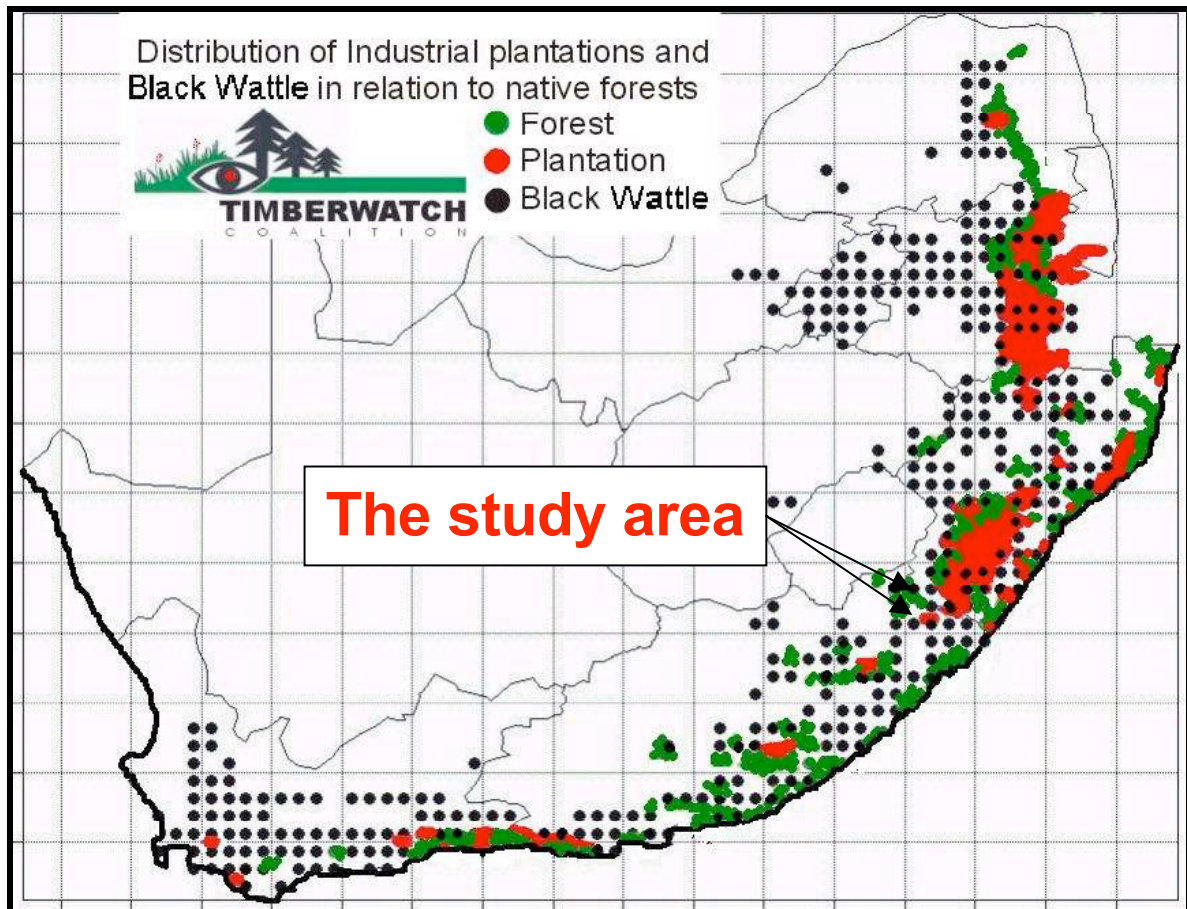 Distribution of Industrial plantations and
Black Wattle in relation to native forests
Forest
Plantation
Black Wattle
TIMBERWATCH
COALITION
The study area